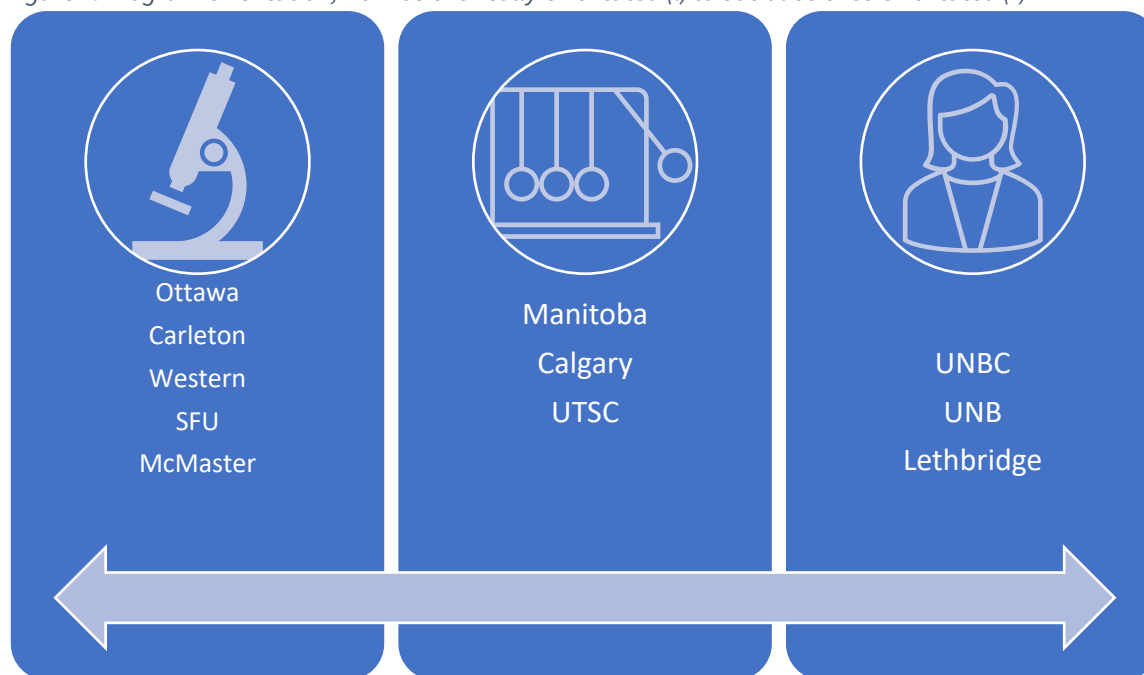 Ottawa
Carleton
Western
SFU
McMaster
Manitoba
Calgary
UTSC
UNBC
UNB
Lethbridge